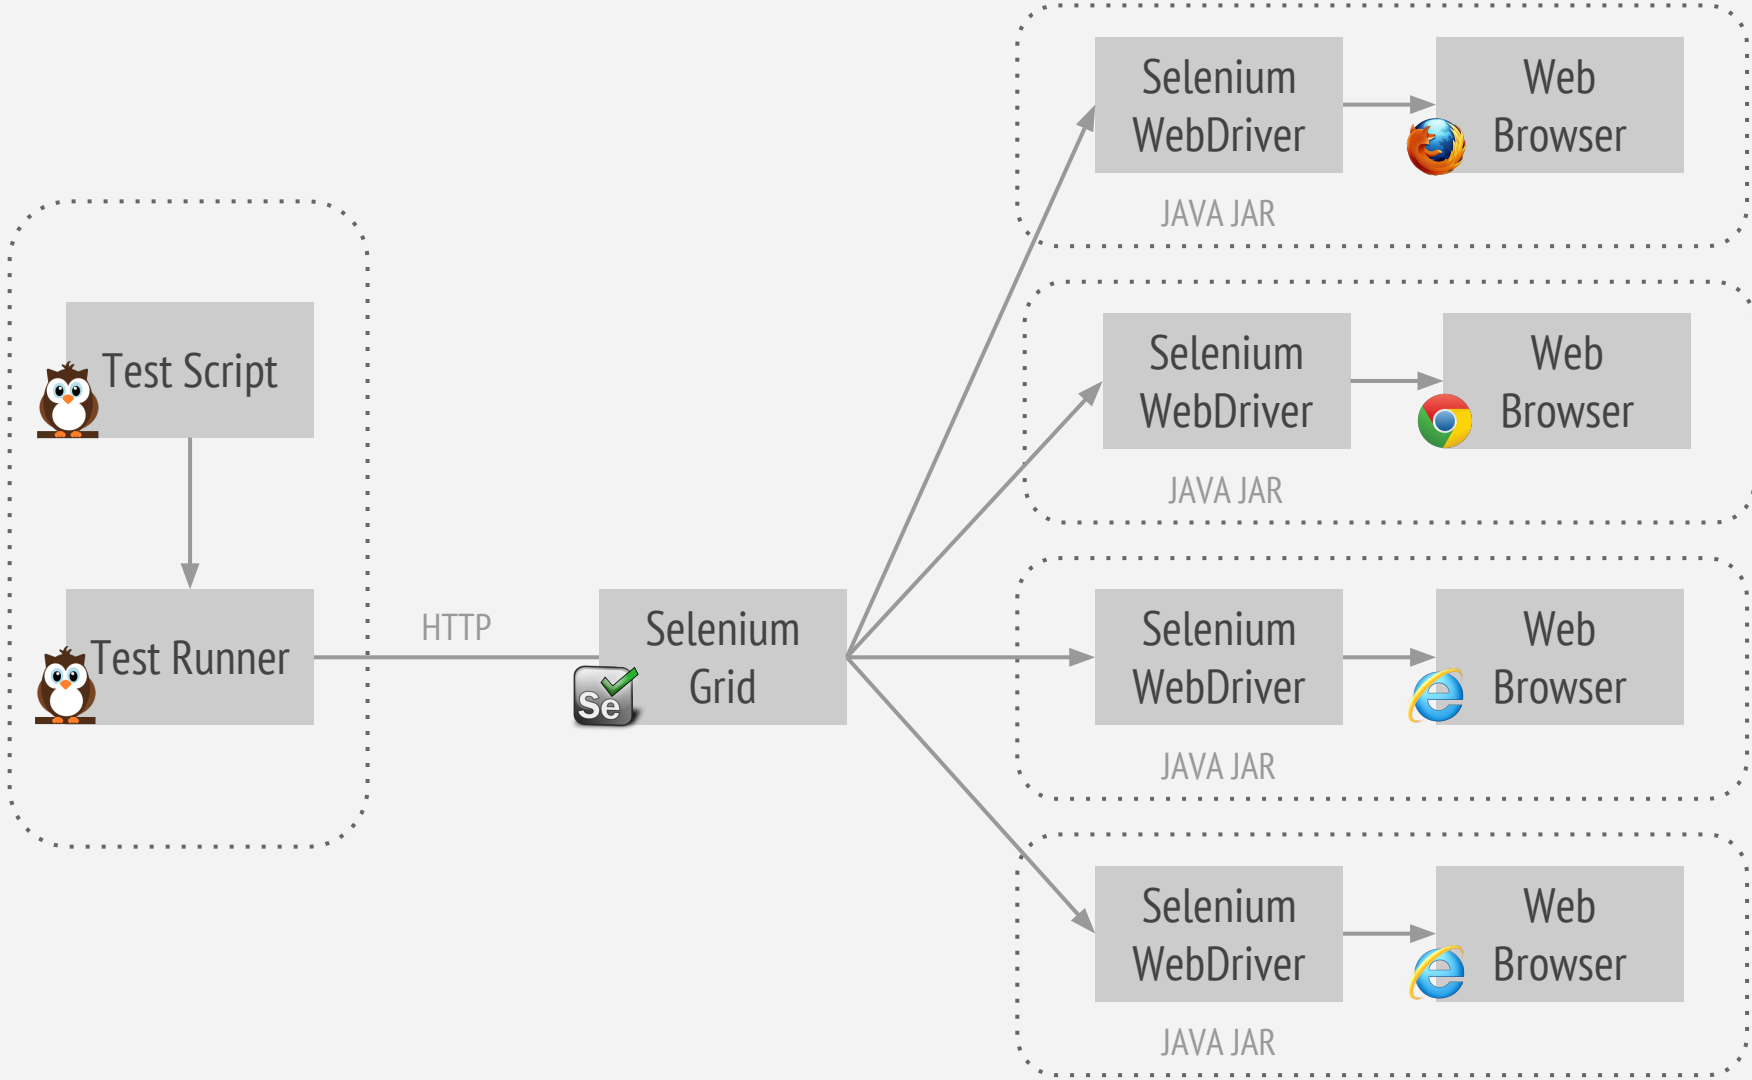 Test Script
Test Runner
HTTP
Selenium
Grid
Se
Selenium
WebDriver
Web
Browser
JAVA JAR
Selenium
WebDriver
Web
Browser
JAVA JAR
Selenium
WebDriver
Web
Browser
JAVA JAR
Selenium
WebDriver
Web
Browser
JAVA JAR